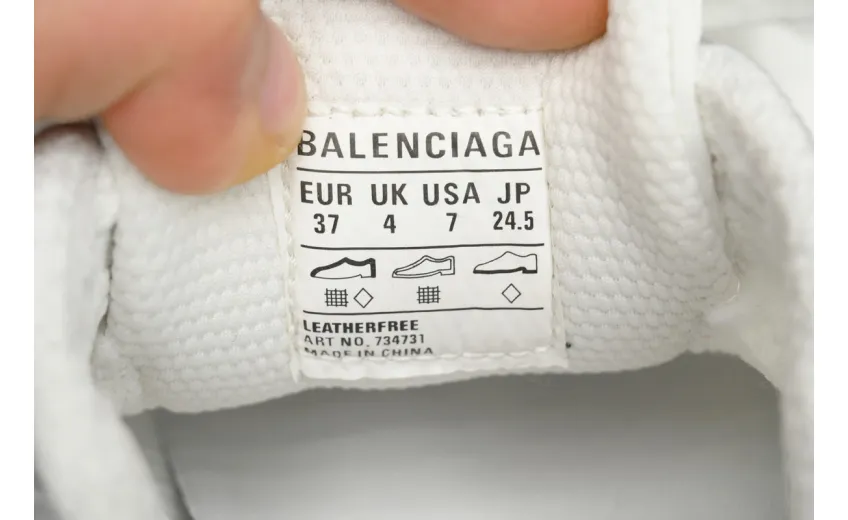 BALENCIAGA
EUR UK USA JP
37 4 7 24.5
LEATHERFREE
ART NO. 734731
MADE IN CHINA